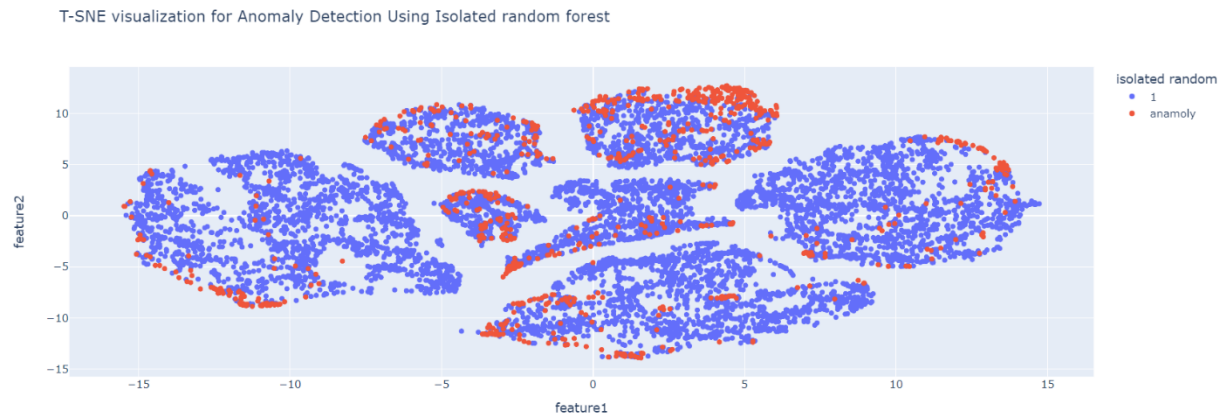 T-SNE visualization for Anomaly Detection Using Isolated random forest
isolated random
1
anamoly
10
5
0
−5
−10
−15
feature2
−15
−10
−5
0
5
10
15
feature1